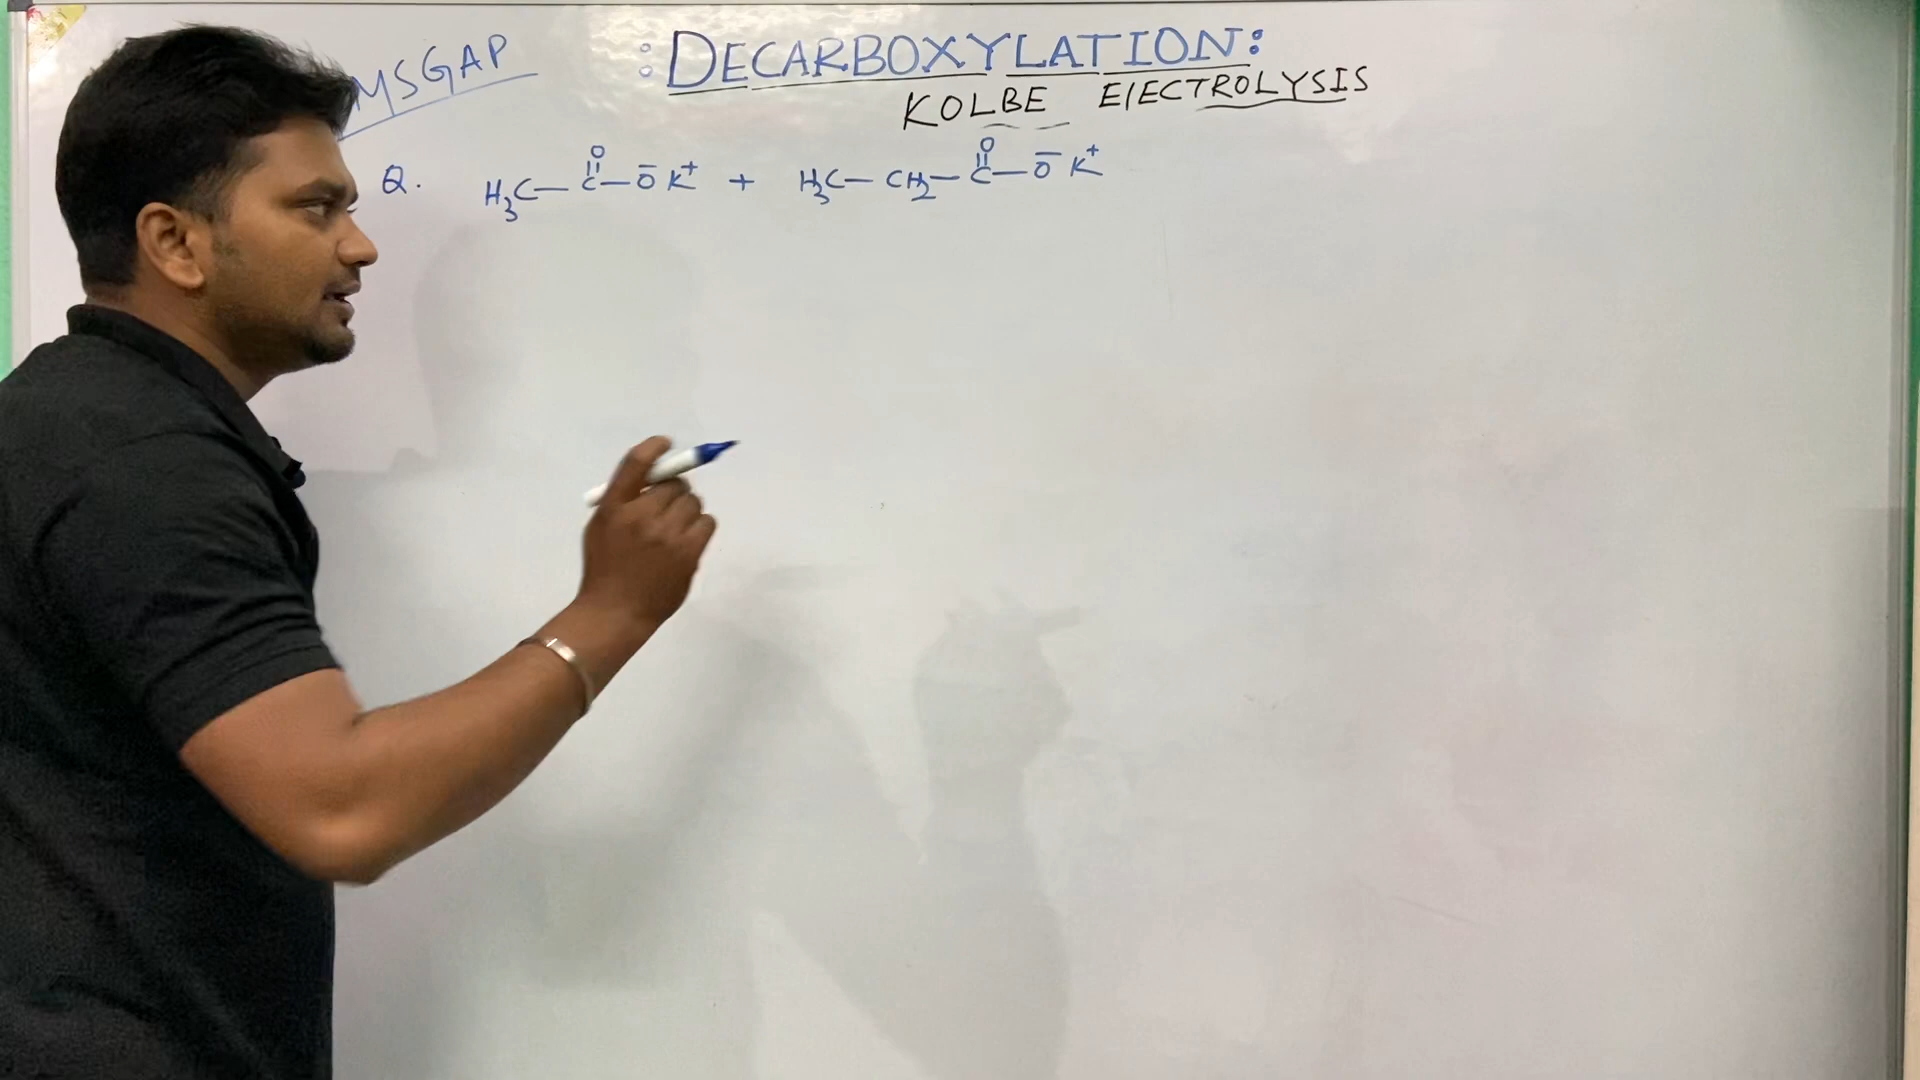 MSGAP
:DECARBOXYLATION:
KOLBE ElECTROLYSIS
Q. H₃C—C(=O)—O⁻ K⁺ + H₃C—CH₂—C(=O)—O⁻ K⁺